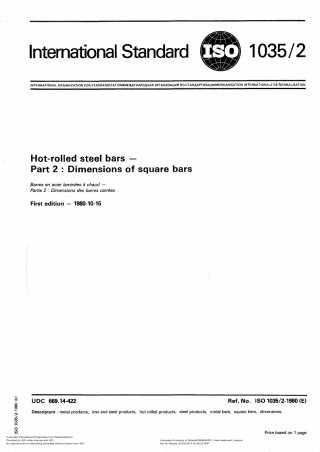 International Standard ISO 1035/2
INTERNATIONAL ORGANIZATION FOR STANDARDIZATION•МЕЖДУНАРОДНАЯ ОРГАНИЗАЦИЯ ПО СТАНДАРТИЗАЦИИ•ORGANISATION INTERNATIONALE DE NORMALISATION
Hot-rolled steel bars —
Part 2 : Dimensions of square bars
Barres en acier laminées à chaud —
Partie 2 : Dimensions des barres carrées
First edition — 1980-10-15
ISO 1035/2-1980 (E)
UDC 669.14-422 Ref. No. ISO 1035/2-1980 (E)
Descriptors : metal products, iron and steel products, hot rolled products, steel products, metal bars, square bars, dimensions.
Price based on 1 page
Copyright International Organization for Standardization
Provided by IHS under license with ISO
No reproduction or networking permitted without license from IHS